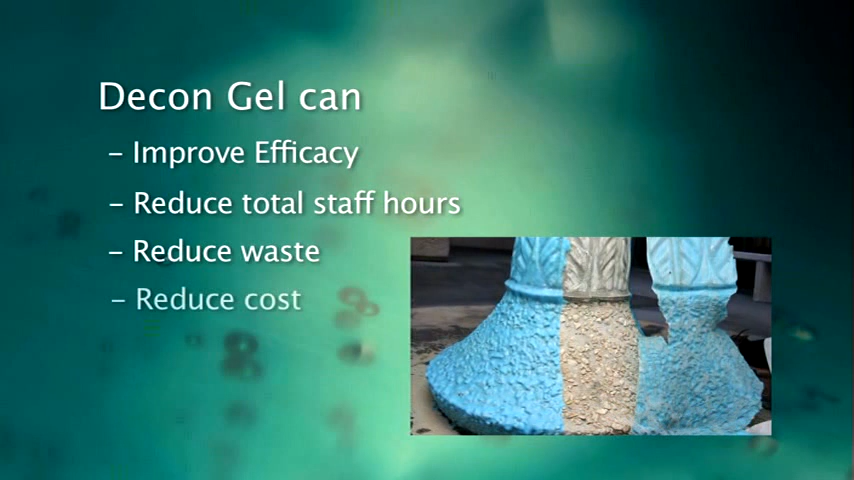 Decon Gel can
– Improve Efficacy
– Reduce total staff hours
– Reduce waste
– Reduce cost